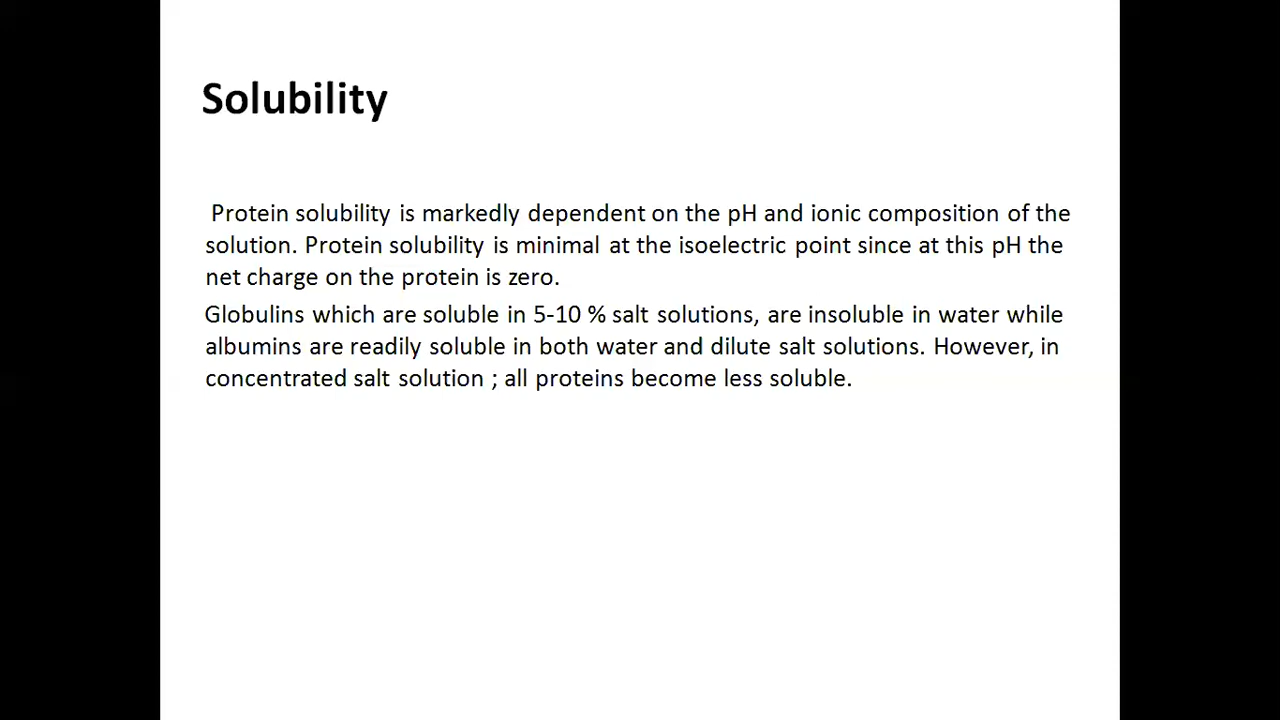 Solubility
Protein solubility is markedly dependent on the pH and ionic composition of the
solution. Protein solubility is minimal at the isoelectric point since at this pH the
net charge on the protein is zero.
Globulins which are soluble in 5-10 % salt solutions, are insoluble in water while
albumins are readily soluble in both water and dilute salt solutions. However, in
concentrated salt solution ; all proteins become less soluble.